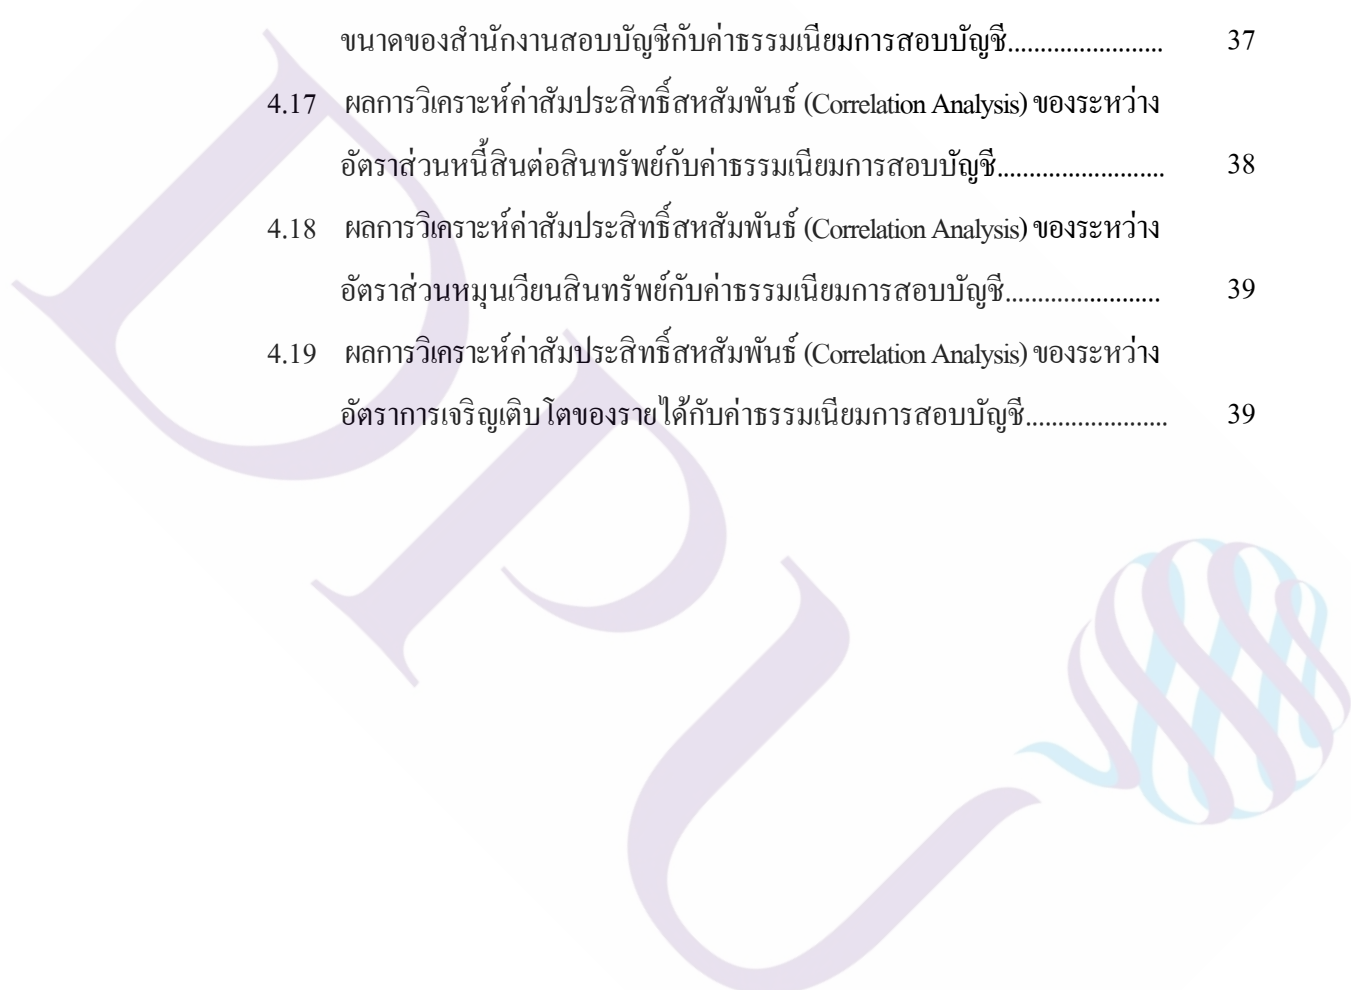 ขนาดของสำนักงานสอบบัญชีกับค่าธรรมเนียมการสอบบัญชี........................ 37
4.17 ผลการวิเคราะห์ค่าสัมประสิทธิ์สหสัมพันธ์ (Correlation Analysis) ของระหว่าง
อัตราส่วนหนี้สินต่อสินทรัพย์กับค่าธรรมเนียมการสอบบัญชี.......................... 38
4.18 ผลการวิเคราะห์ค่าสัมประสิทธิ์สหสัมพันธ์ (Correlation Analysis) ของระหว่าง
อัตราส่วนหมุนเวียนสินทรัพย์กับค่าธรรมเนียมการสอบบัญชี........................ 39
4.19 ผลการวิเคราะห์ค่าสัมประสิทธิ์สหสัมพันธ์ (Correlation Analysis) ของระหว่าง
อัตราการเจริญเติบโตของรายได้กับค่าธรรมเนียมการสอบบัญชี...................... 39
DPU